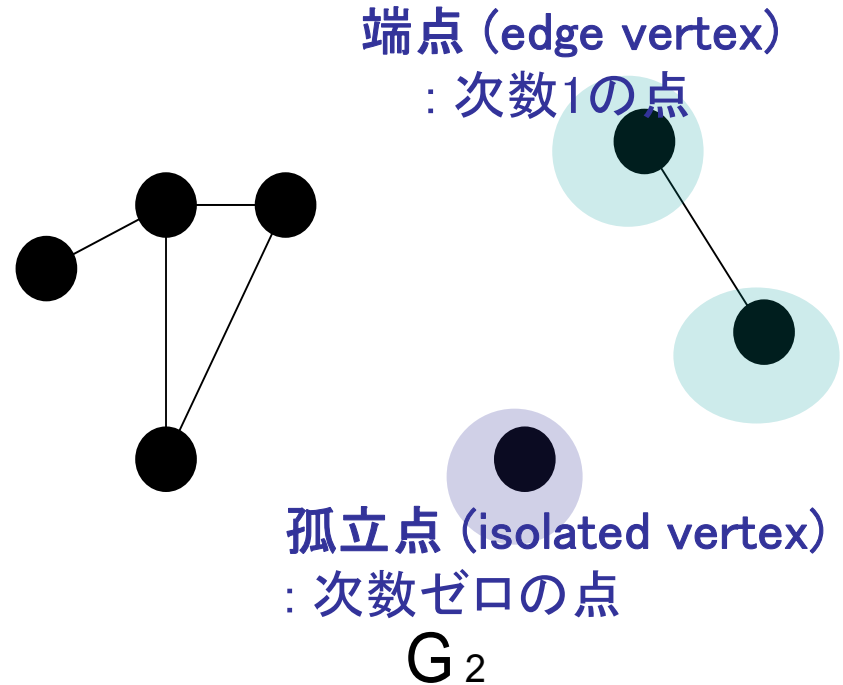 端点 (edge vertex)
: 次数1の点
孤立点 (isolated vertex)
: 次数ゼロの点
G 2